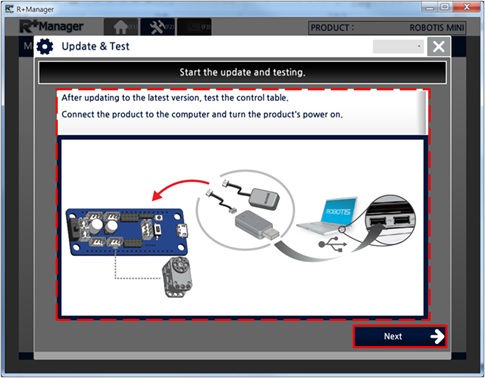 R+Manager
R+Manager
PRODUCT : ROBOTIS MINI
Update & Test
Start the update and testing.
After updating to the latest version, test the control table.
Connect the product to the computer and turn the product's power on.
ROBOTIS
Next